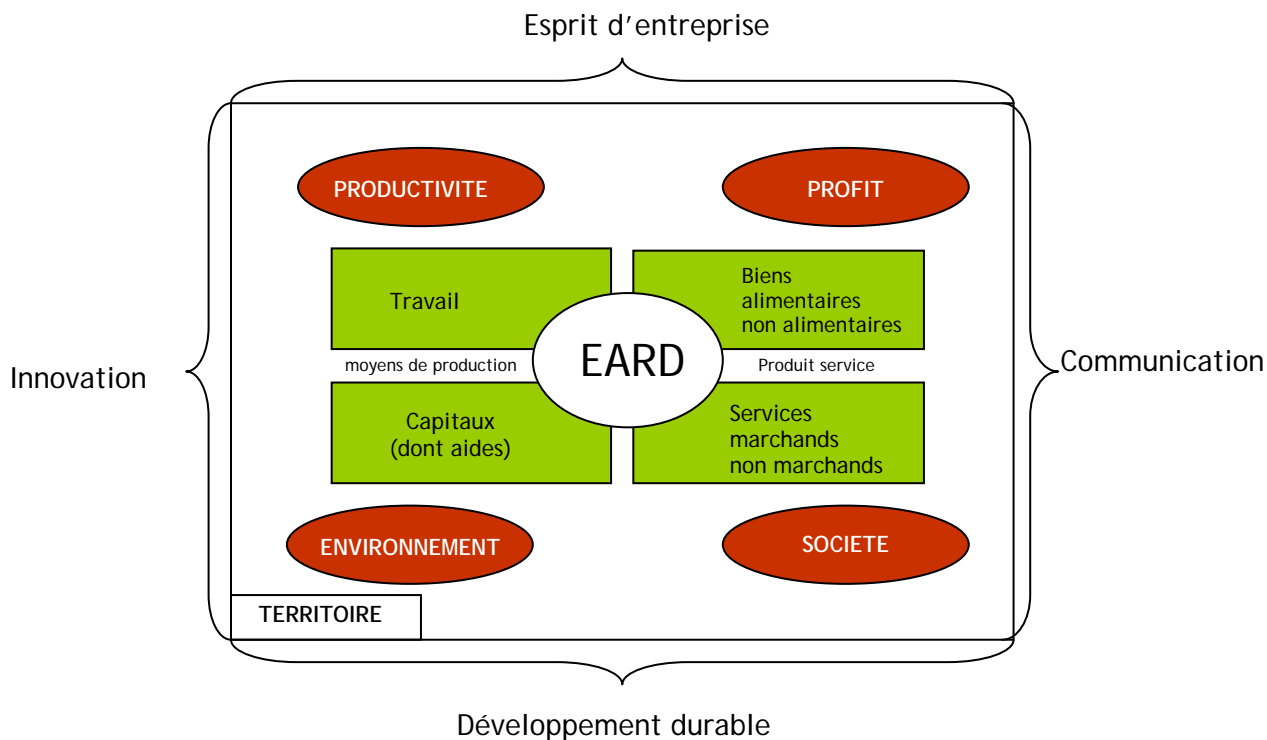 Esprit d'entreprise
PRODUCTIVITE
PROFIT
Travail
Biens
alimentaires
non alimentaires
moyens de production
EARD
Produit service
Innovation
Communication
Capitaux
(dont aides)
Services
marchands
non marchands
ENVIRONNEMENT
SOCIETE
TERRITOIRE
Développement durable